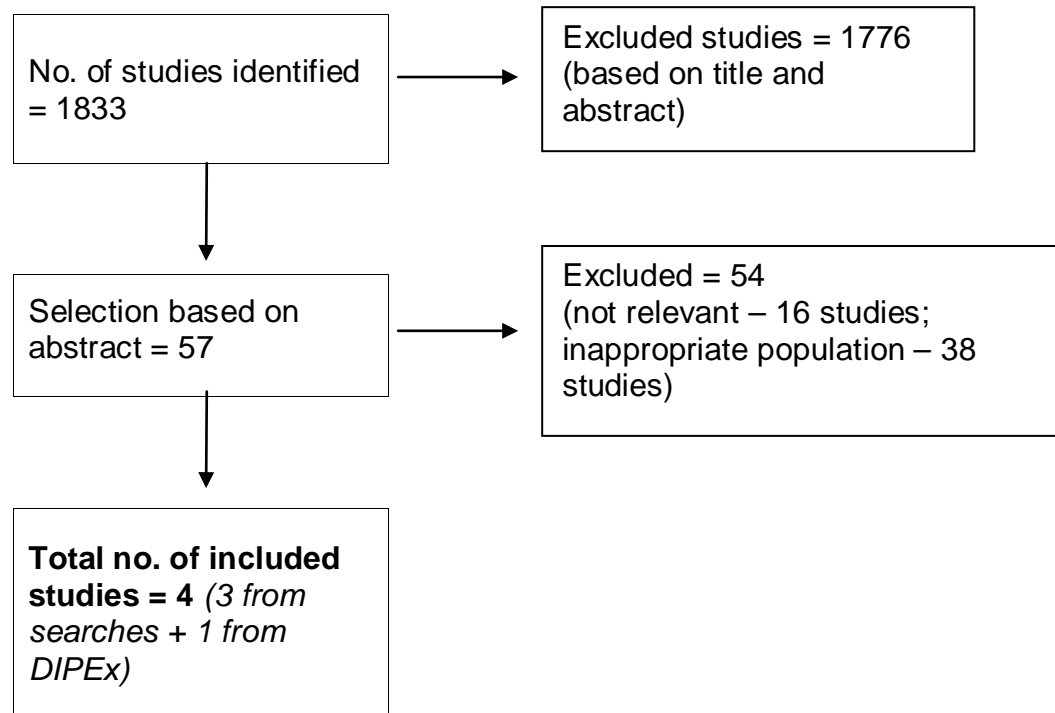 No. of studies identified
= 1833
Excluded studies = 1776
(based on title and
abstract)
Selection based on
abstract = 57
Excluded = 54
(not relevant – 16 studies;
inappropriate population – 38
studies)
Total no. of included
studies = 4 (3 from
searches + 1 from
DIPEx)